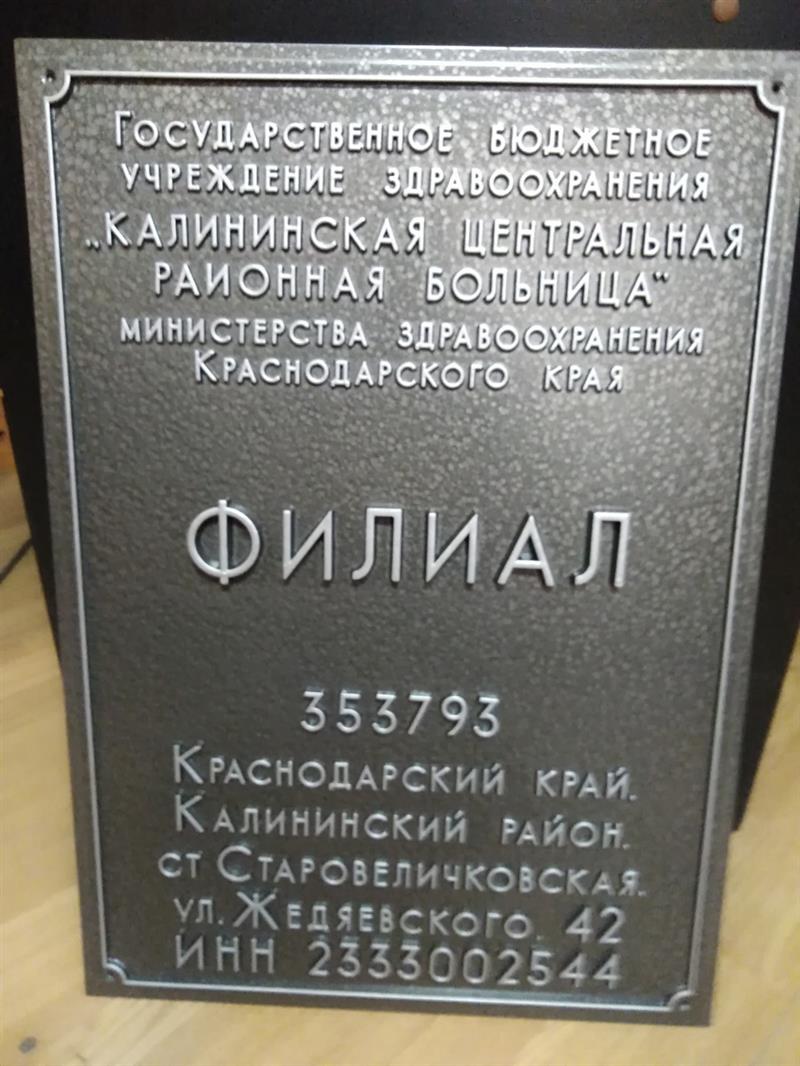 Государственное бюджетное
учреждение здравоохранения
„Калининская центральная
районная больница“
министерства здравоохранения
Краснодарского края
ФИЛИАЛ
353793
Краснодарский край,
Калининский район,
ст Старовеличковская,
ул. Жедяевского, 42
ИНН 2333002544